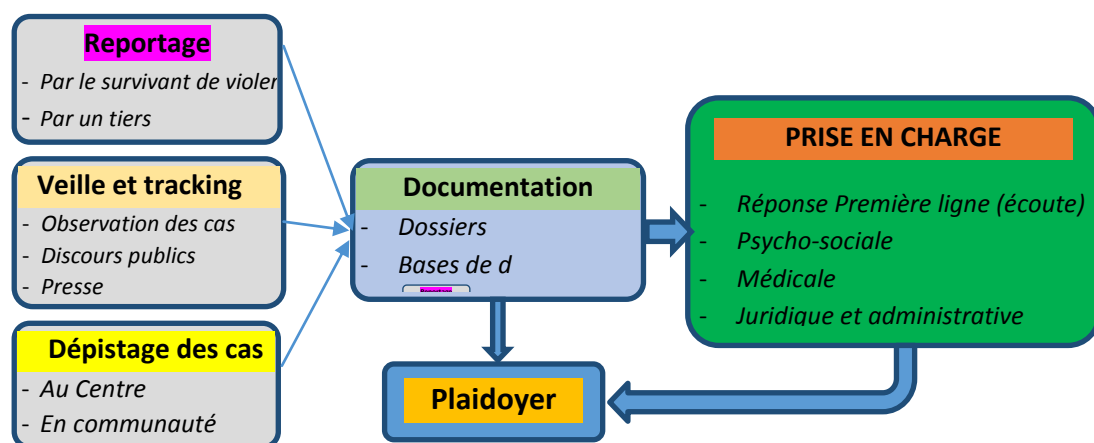 Reportage
- Par le survivant de violen
- Par un tiers
Veille et tracking
- Observation des cas
- Discours publics
- Presse
Dépistage des cas
- Au Centre
- En communauté
Documentation
- Dossiers
- Bases de d
Plaidoyer
PRISE EN CHARGE
- Réponse Première ligne (écoute)
- Psycho-sociale
- Médicale
- Juridique et administrative